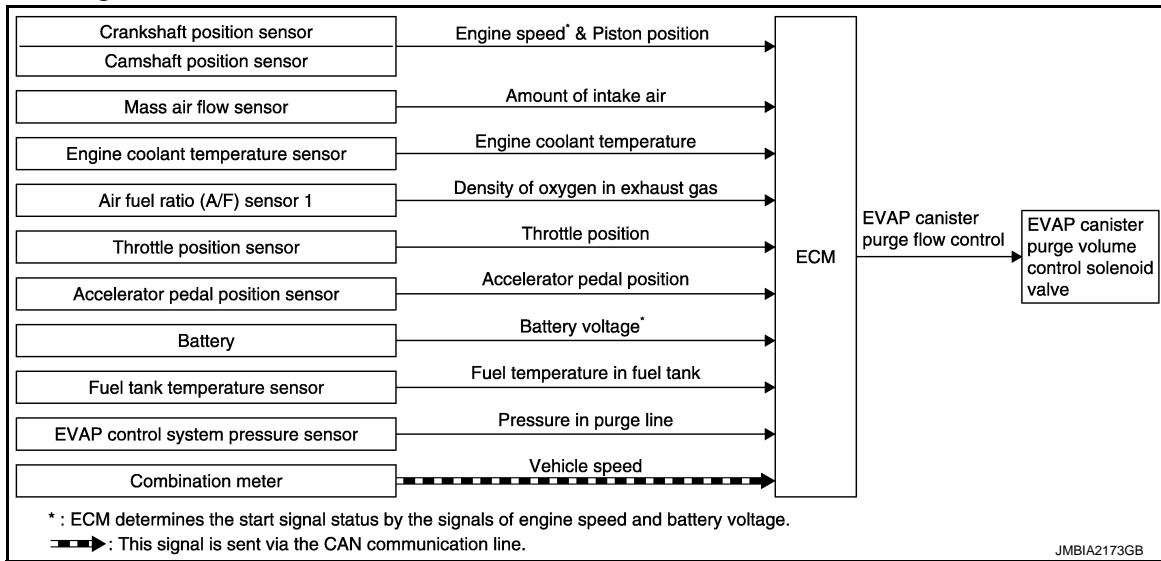 Crankshaft position sensor
Camshaft position sensor
Engine speed* & Piston position
Mass air flow sensor
Amount of intake air
Engine coolant temperature sensor
Engine coolant temperature
Air fuel ratio (A/F) sensor 1
Density of oxygen in exhaust gas
Throttle position sensor
Throttle position
Accelerator pedal position sensor
Accelerator pedal position
Battery
Battery voltage*
Fuel tank temperature sensor
Fuel temperature in fuel tank
EVAP control system pressure sensor
Pressure in purge line
Combination meter
Vehicle speed
ECM
EVAP canister
purge flow control
EVAP canister
purge volume
control solenoid
valve
* : ECM determines the start signal status by the signals of engine speed and battery voltage.
: This signal is sent via the CAN communication line.
JMBIA2173GB